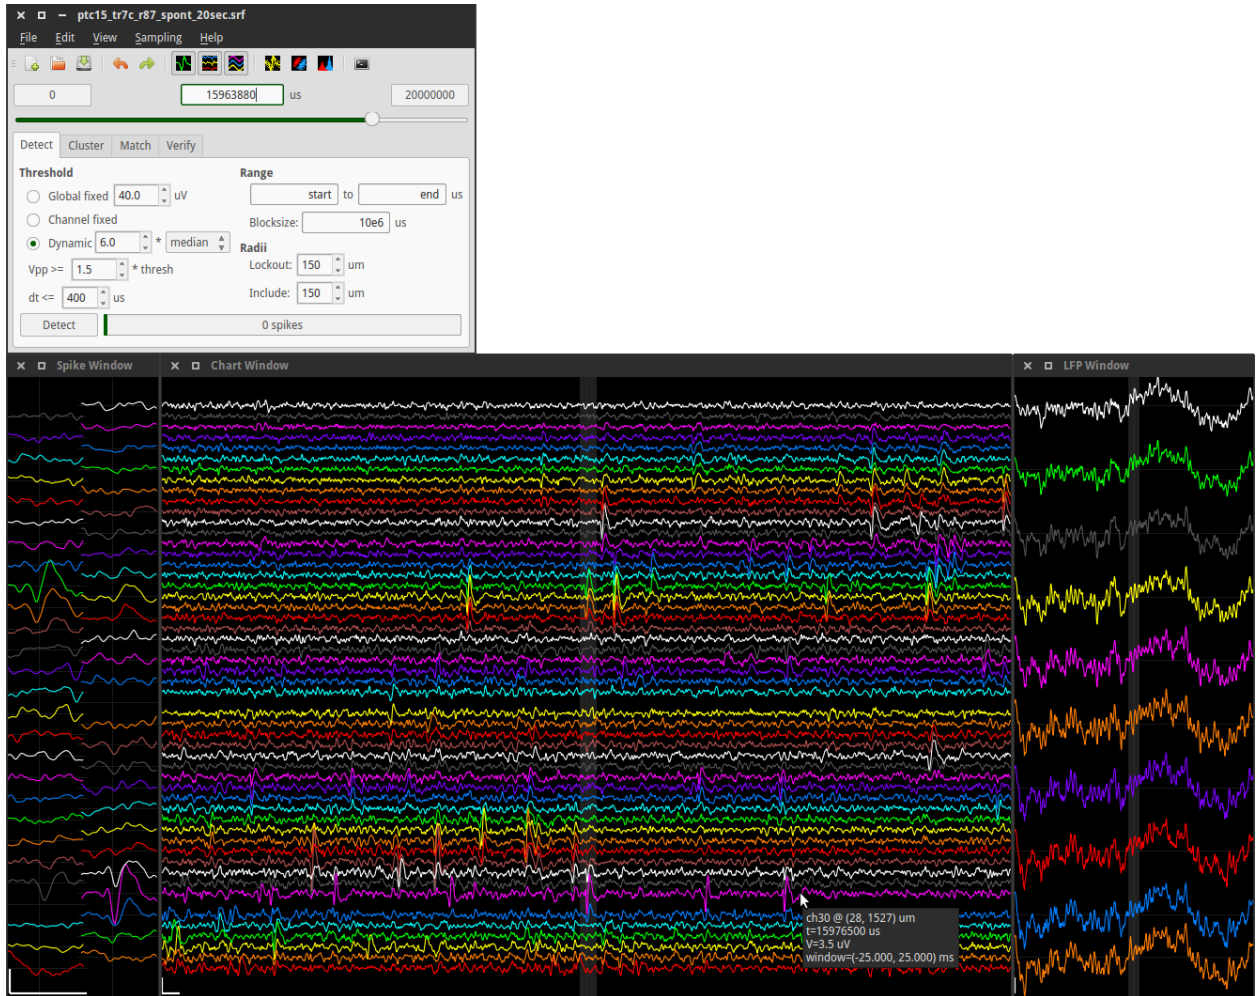 ptc15_tr7c_r87_spont_20sec.srf
File Edit View Sampling Help
0 15963880 us 20000000
Detect Cluster Match Verify
Threshold Range
Global fixed 40.0 uV start to end us
Channel fixed Blocksize: 10e6 us
Dynamic 6.0 * median Radii
Vpp >= 1.5 * thresh Lockout: 150 um
dt <= 400 us Include: 150 um
Detect 0 spikes
Spike Window Chart Window LFP Window
ch30 @ (28, 1527) um
t=15976500 us
V=3.5 uV
window=(-25.000, 25.000) ms